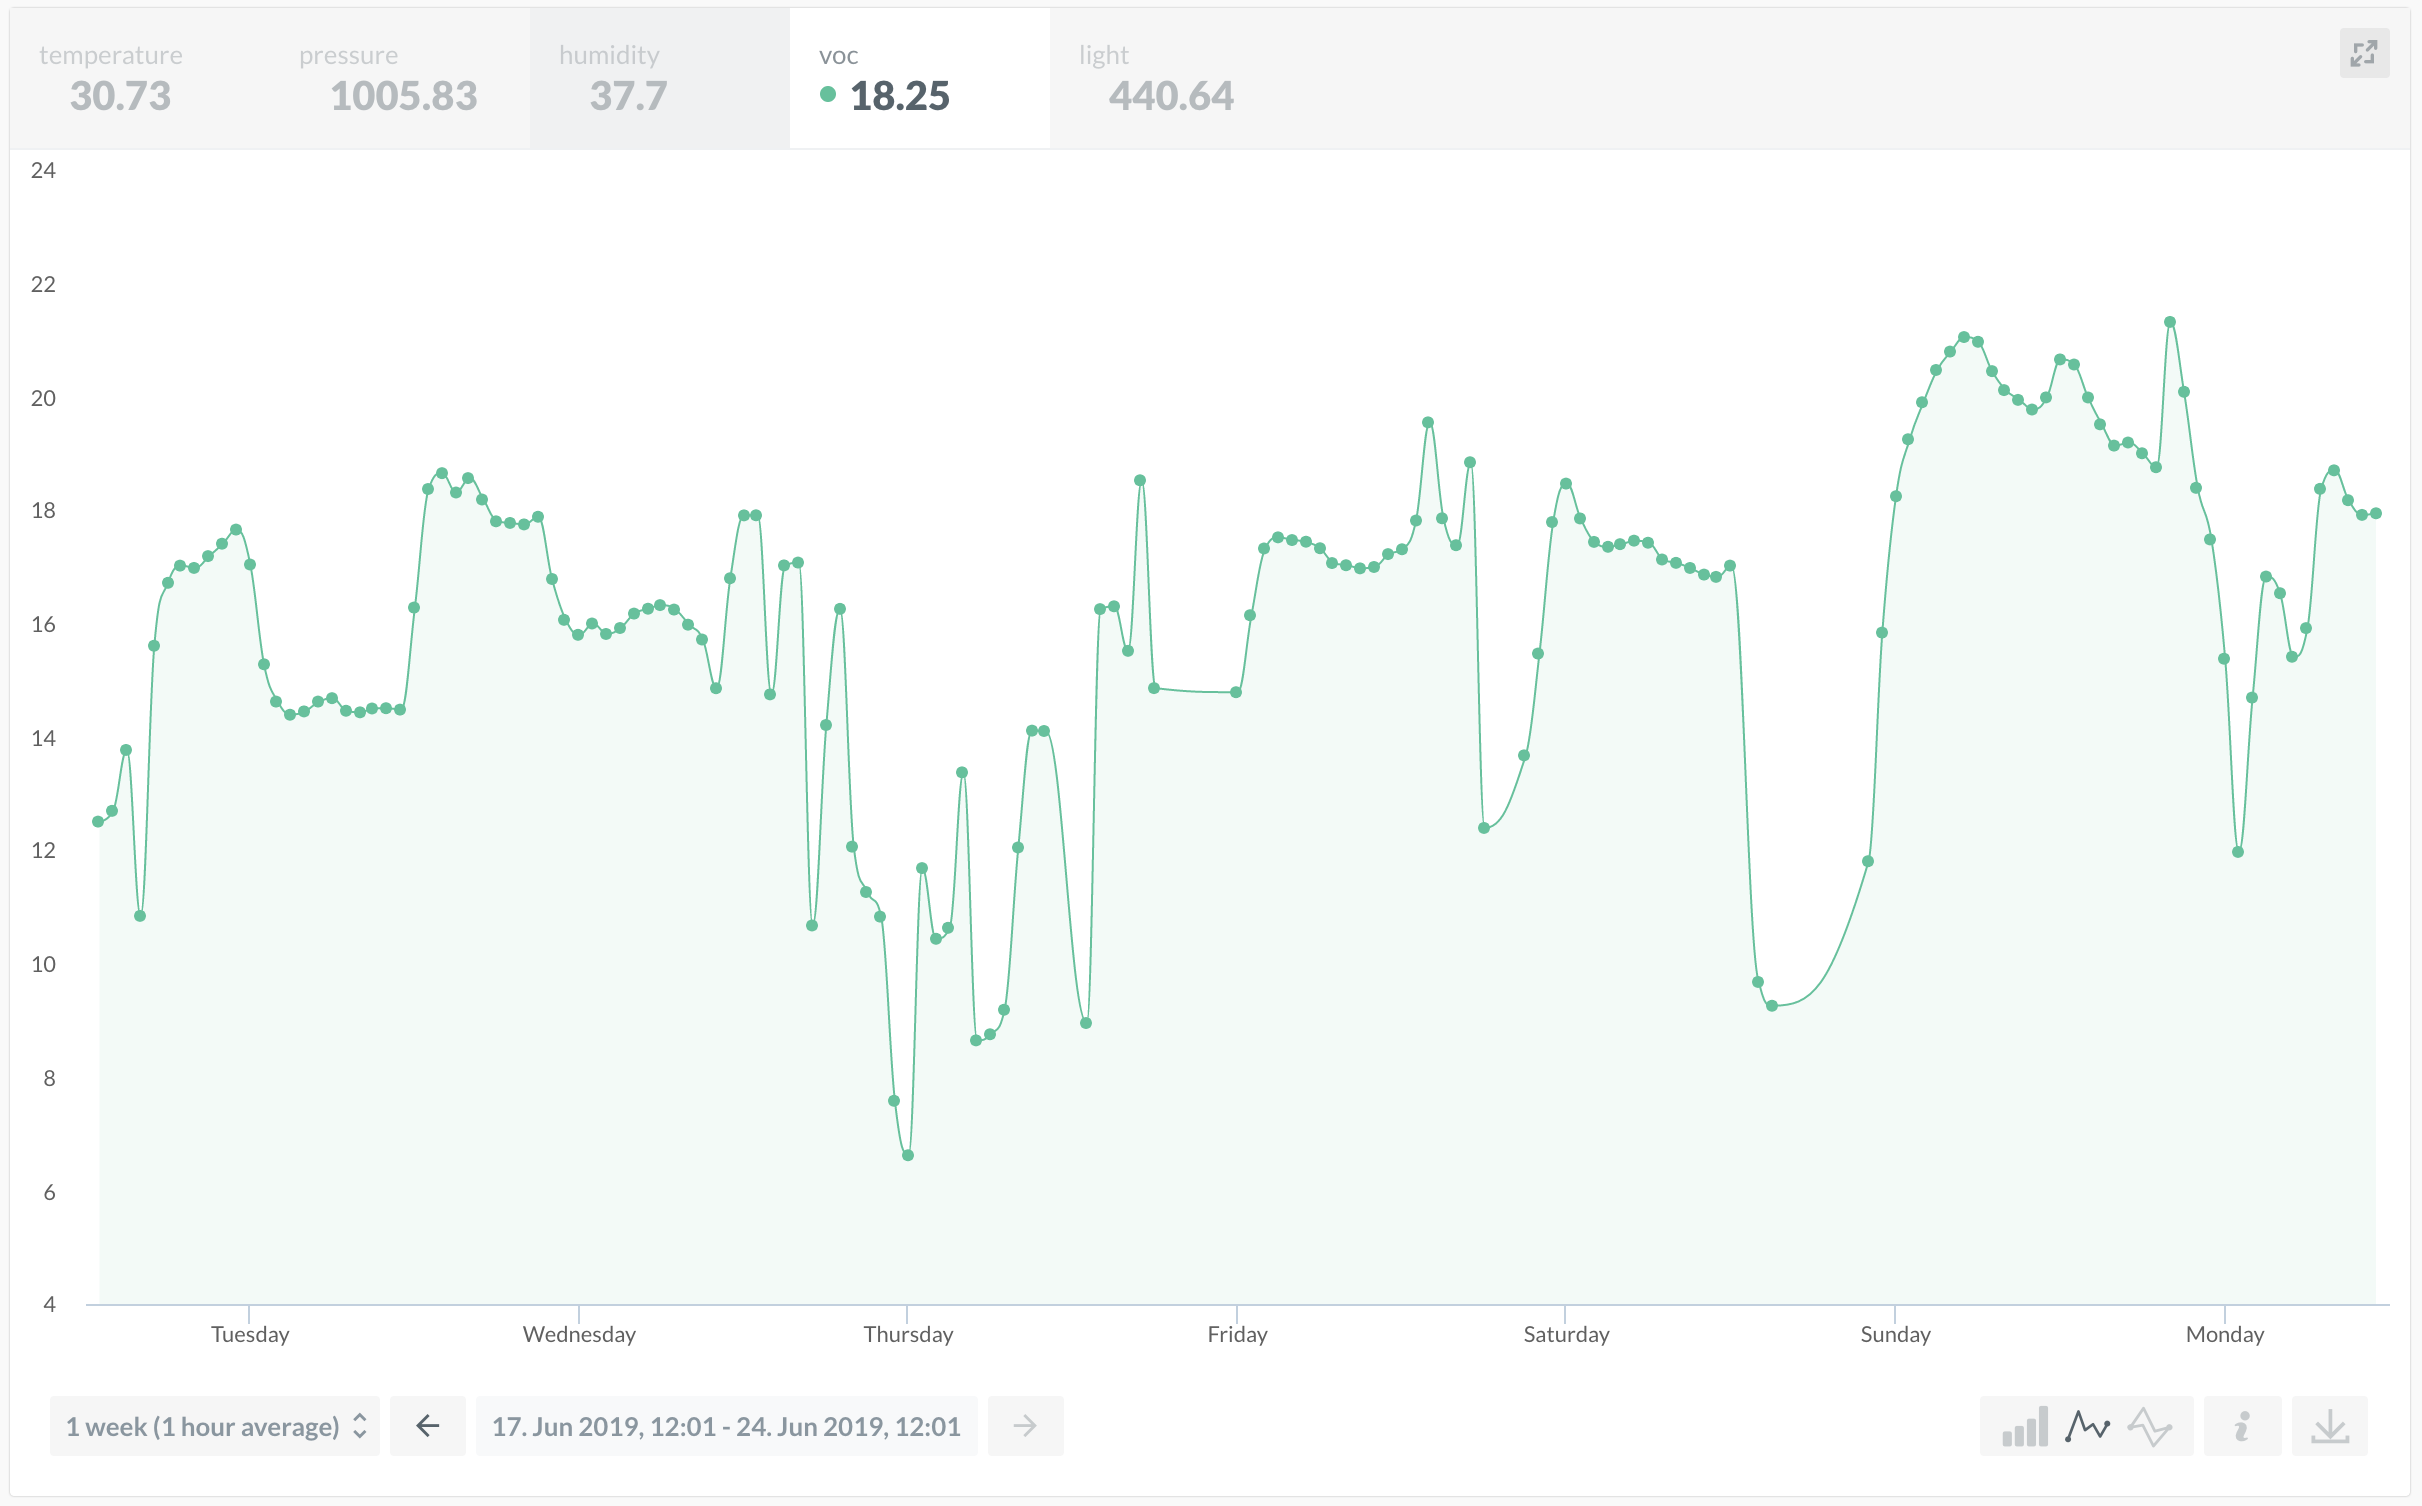 temperature pressure humidity voc light
30.73 1005.83 37.7 18.25 440.64
24
22
20
18
16
14
12
10
8
6
4
Tuesday Wednesday Thursday Friday Saturday Sunday Monday
1 week (1 hour average) 17. Jun 2019, 12:01 - 24. Jun 2019, 12:01